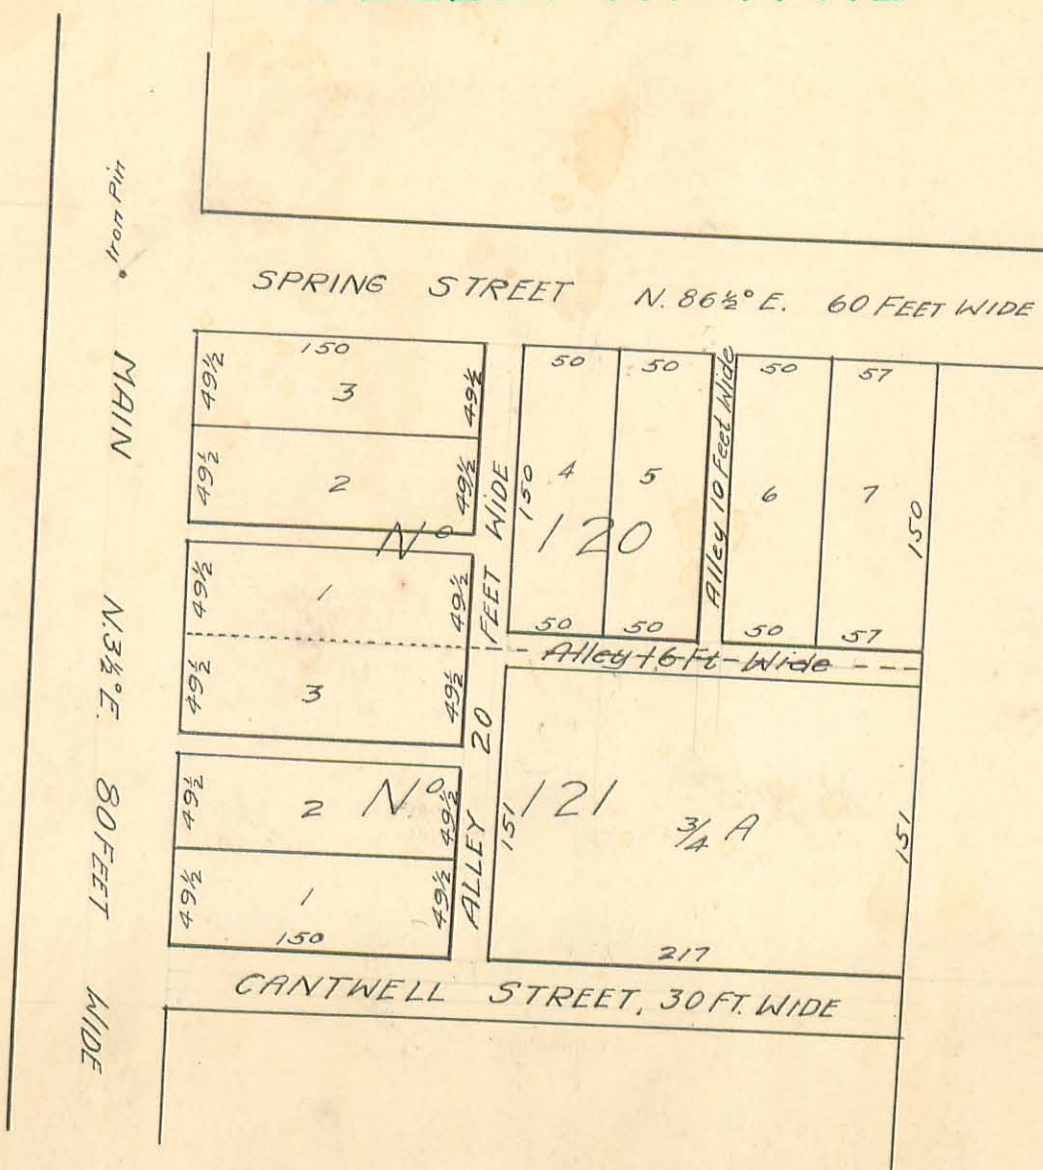 Iron Pin
SPRING STREET N. 86½° E. 60 FEET WIDE
MAIN N. 3½° E. 80 FEET WIDE
150
49½ 3 49½
49½ 2 49½
Nº 120
49½ 1 49½
49½ 3 49½
49½ 2 49½
Nº 121
49½ 1 49½
150
ALLEY 20 FEET WIDE
50 50 50 57
150 4 5 6 7 150
Alley 10 Feet Wide
50 50 50 57
Alley 16 Ft Wide
151 ¾ A 151
217
CANTWELL STREET, 30 FT. WIDE